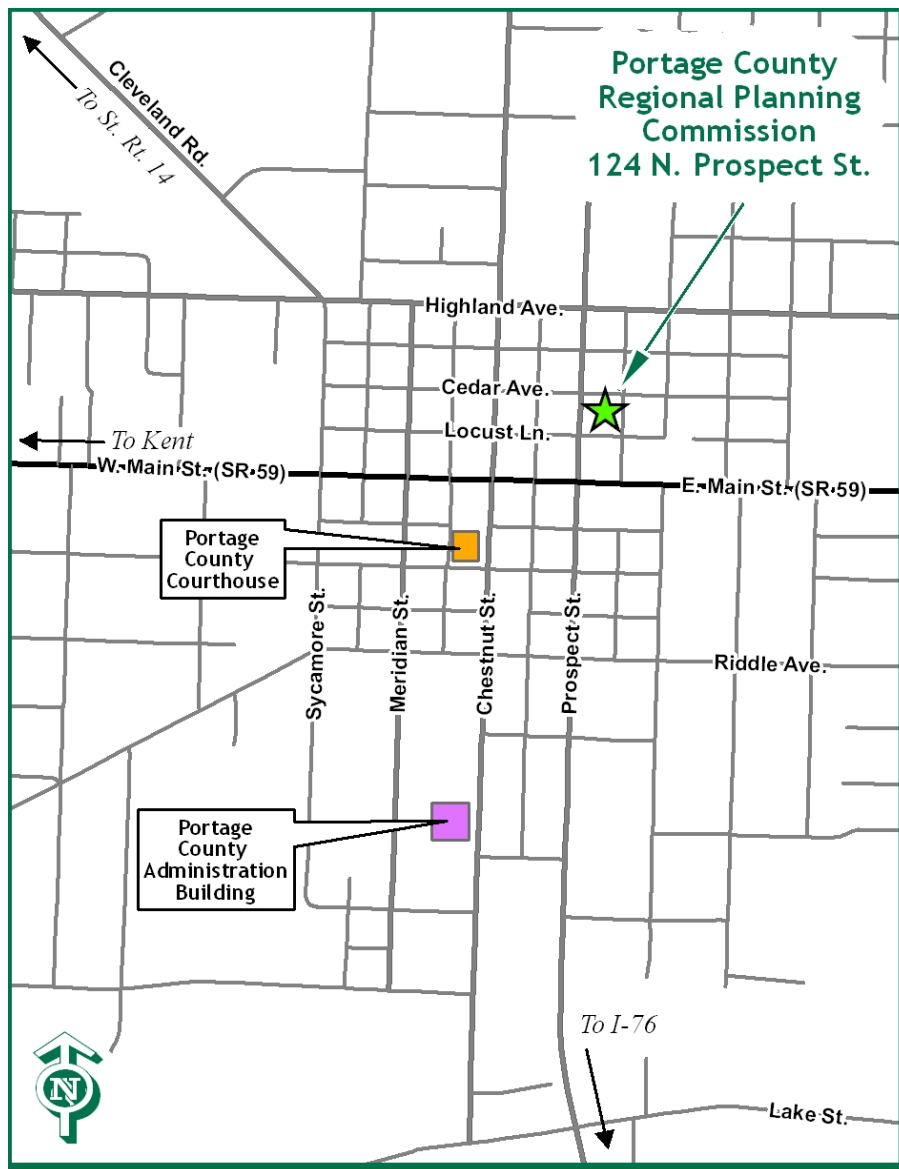 Portage County
Regional Planning
Commission
124 N. Prospect St.
Cleveland Rd.
To St. Rt. 14
Highland Ave.
Cedar Ave.
Locust Ln.
To Kent
W. Main St. (SR 59)
E. Main St. (SR 59)
Portage
County
Courthouse
Sycamore St.
Meridian St.
Chestnut St.
Prospect St.
Riddle Ave.
Portage
County
Administration
Building
To I-76
N
Lake St.